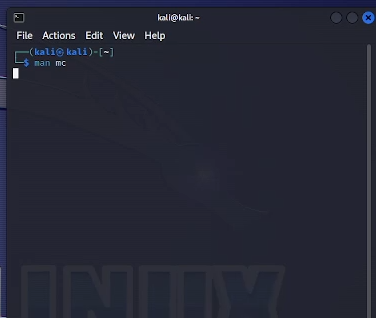 kali@kali: ~
File Actions Edit View Help
┌──(kali㉿kali)-[~]
└─$ man mc